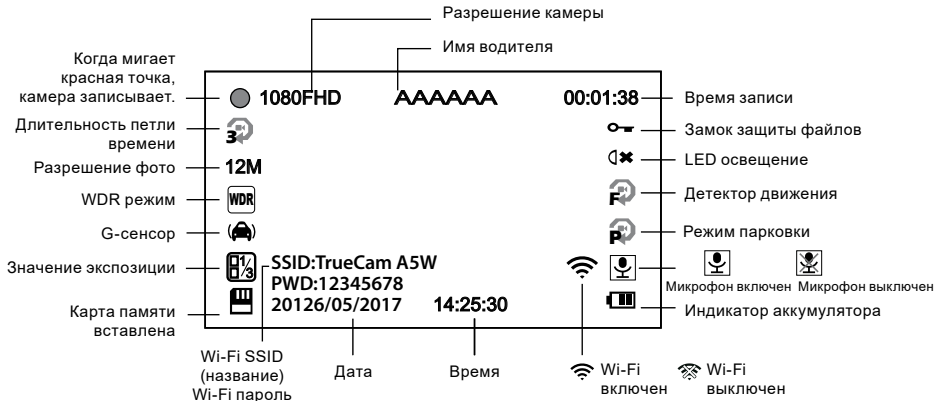 Разрешение камеры
Имя водителя
Когда мигает
красная точка,
камера записывает.
1080FHD
AAAAAA
00:01:38
Время записи
Длительность петли
времени
3
Замок защиты файлов
Разрешение фото
12M
LED освещение
WDR режим
WDR
F
Детектор движения
G-сенсор
P
Режим парковки
Значение экспозиции
1/3
SSID:TrueCam A5W
PWD:12345678
Микрофон включен
Микрофон выключен
20126/05/2017
14:25:30
Карта памяти
вставлена
Индикатор аккумулятора
Wi-Fi SSID
(название)
Wi-Fi пароль
Дата
Время
Wi-Fi
включен
Wi-Fi
выключен